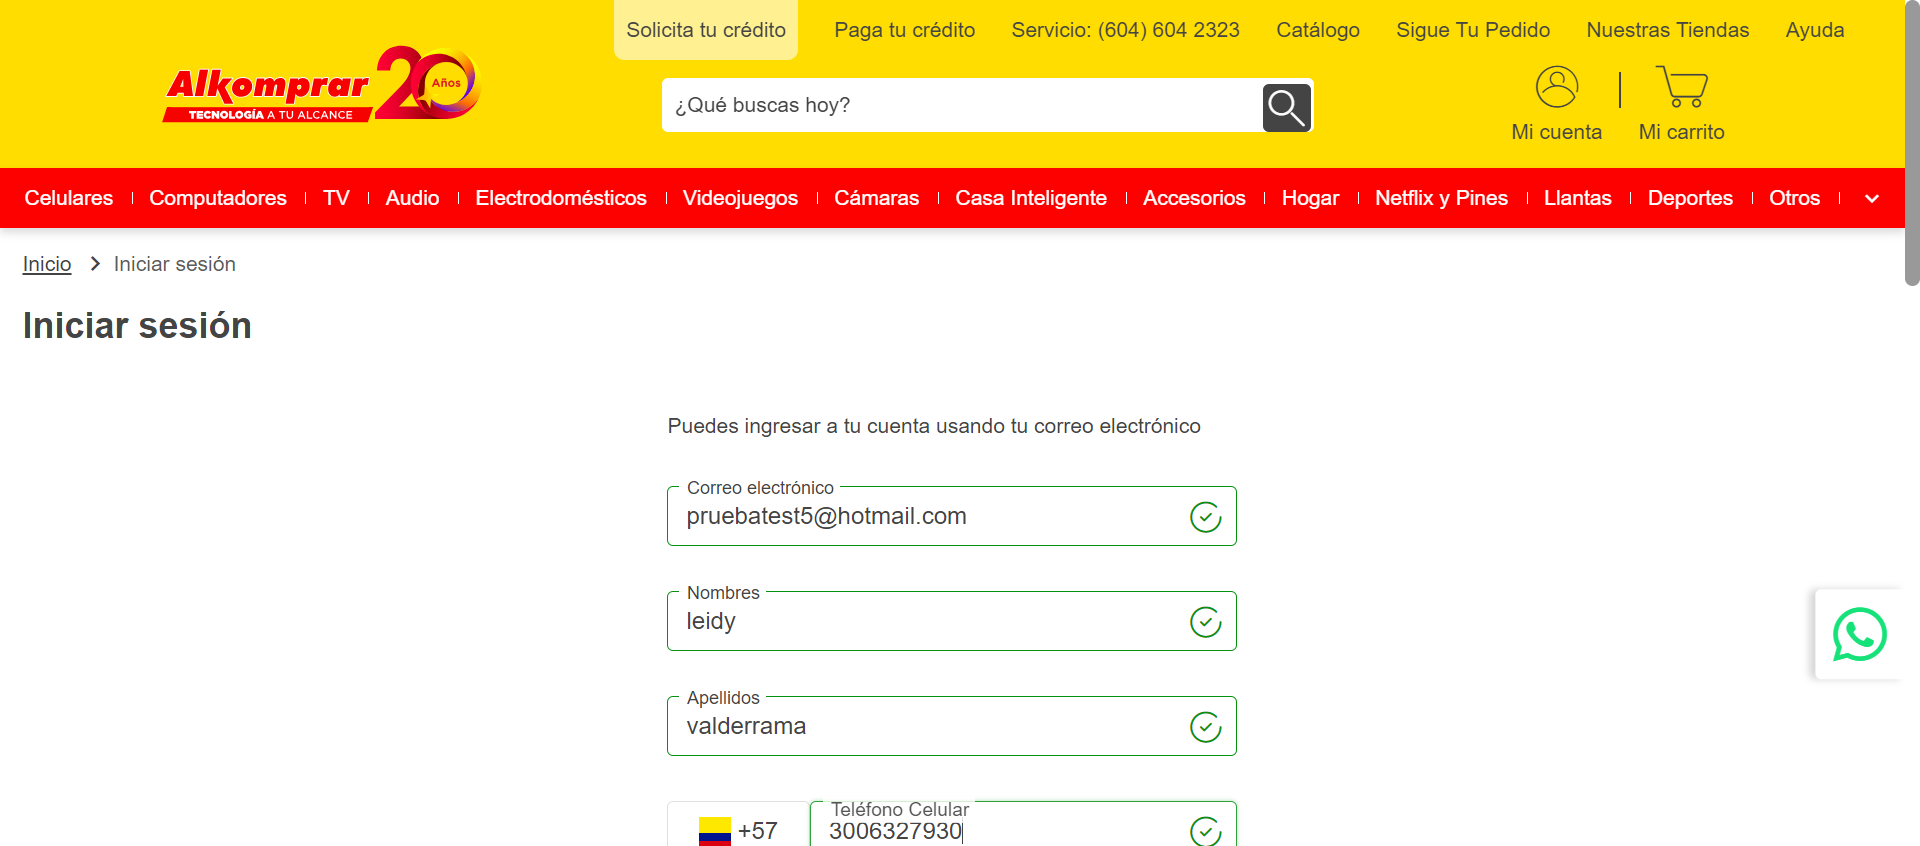 Solicita tu crédito Paga tu crédito Servicio: (604) 604 2323 Catálogo Sigue Tu Pedido Nuestras Tiendas Ayuda
Alkomprar 20 Años
TECNOLOGÍA A TU ALCANCE
¿Qué buscas hoy?
Mi cuenta Mi carrito
Celulares Computadores TV Audio Electrodomésticos Videojuegos Cámaras Casa Inteligente Accesorios Hogar Netflix y Pines Llantas Deportes Otros
Inicio Iniciar sesión
Iniciar sesión
Puedes ingresar a tu cuenta usando tu correo electrónico
Correo electrónico
pruebatest5@hotmail.com
Nombres
leidy
Apellidos
valderrama
Teléfono Celular
+57 3006327930